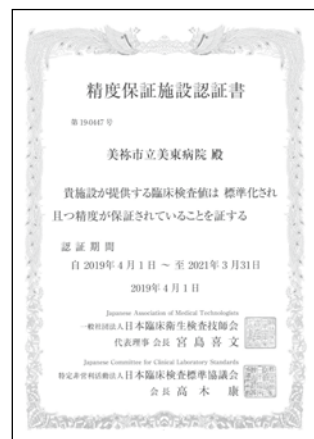 精度保証施設認証書
第 19-0447 号
美祢市立美東病院 殿
貴施設が提供する臨床検査値は 標準化され
且つ精度が保証されていることを証する
認証期間
自 2019年 4 月 1 日 ～ 至 2021年 3 月31日
2019年 4 月 1 日
Japanese Association of Medical Technologists
一般社団法人 日本臨床衛生検査技師会
代表理事 会長 宮島喜文
Japanese Committee for Clinical Laboratory Standards
特定非営利活動法人 日本臨床検査標準協議会
会長 高木 康